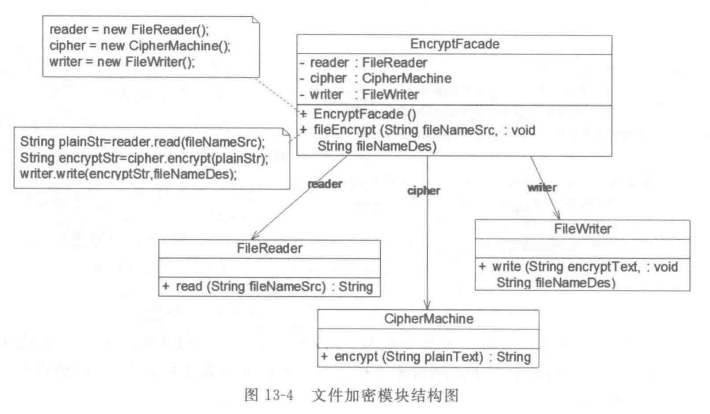 reader = new FileReader();
cipher = new CipherMachine();
writer = new FileWriter();
EncryptFacade
- reader : FileReader
- cipher : CipherMachine
- writer : FileWriter
+ EncryptFacade ()
+ fileEncrypt (String fileNameSrc, : void
String fileNameDes)
String plainStr=reader.read(fileNameSrc);
String encryptStr=cipher.encrypt(plainStr);
writer.write(encryptStr,fileNameDes);
reader
cipher
writer
FileReader
+ read (String fileNameSrc) : String
FileWriter
+ write (String encryptText, : void
String fileNameDes)
CipherMachine
+ encrypt (String plainText) : String
图 13-4 文件加密模块结构图